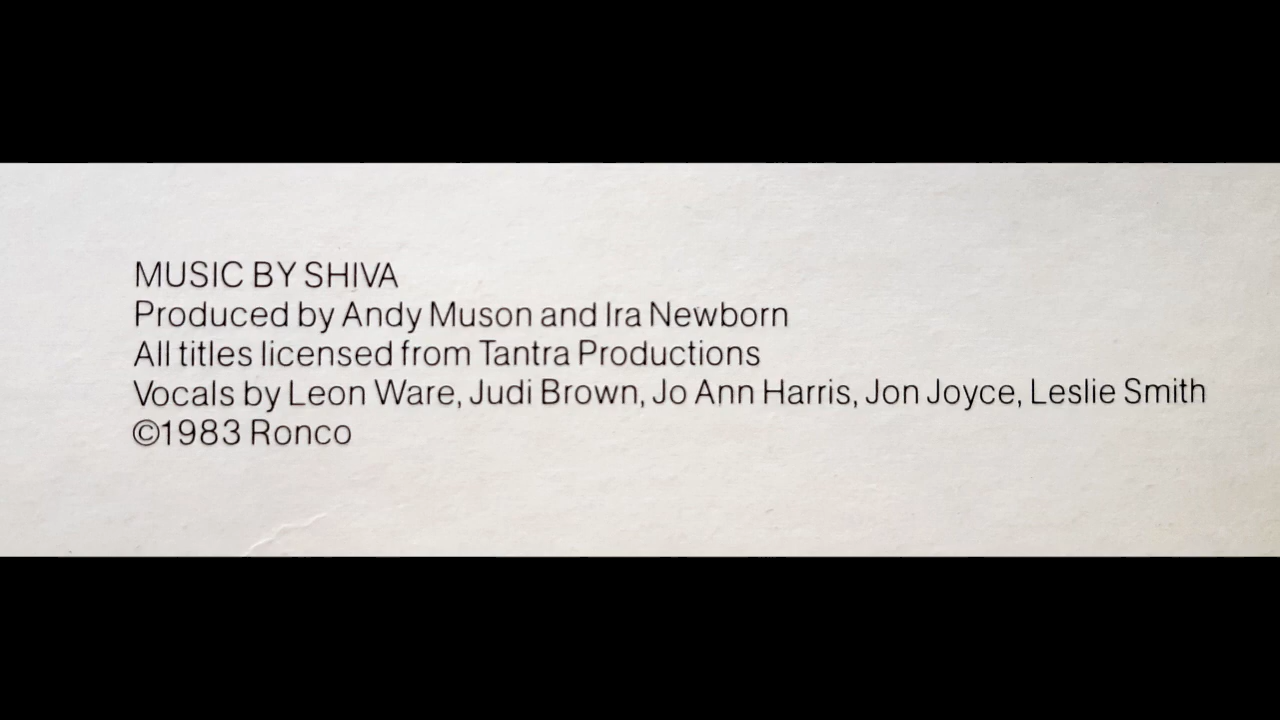 MUSIC BY SHIVA
Produced by Andy Muson and Ira Newborn
All titles licensed from Tantra Productions
Vocals by Leon Ware, Judi Brown, Jo Ann Harris, Jon Joyce, Leslie Smith
©1983 Ronco